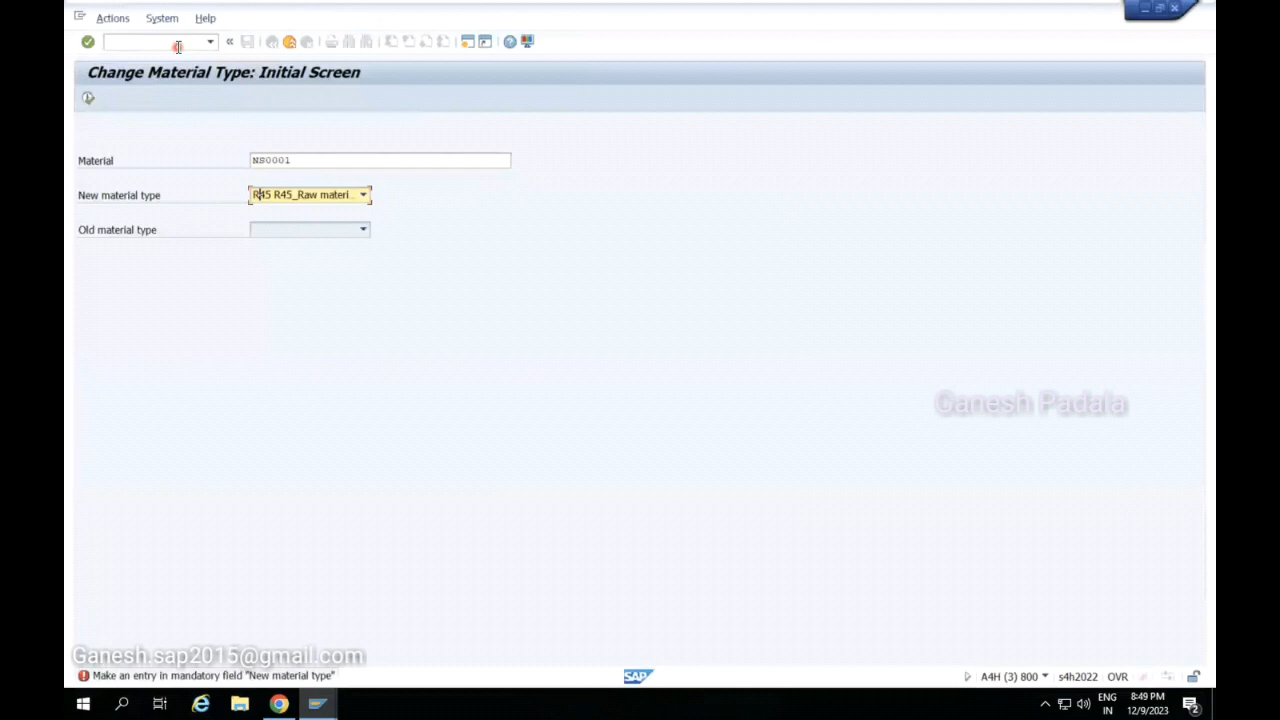 Actions System Help
«
Change Material Type: Initial Screen
Material NS0001
New material type R45 R45_Raw materi...
Old material type
Ganesh Padala
Ganesh.sap2015@gmail.com
Make an entry in mandatory field "New material type"
SAP A4H (3) 800 s4h2022 OVR
ENG 8:49 PM
IN 12/9/2023 2